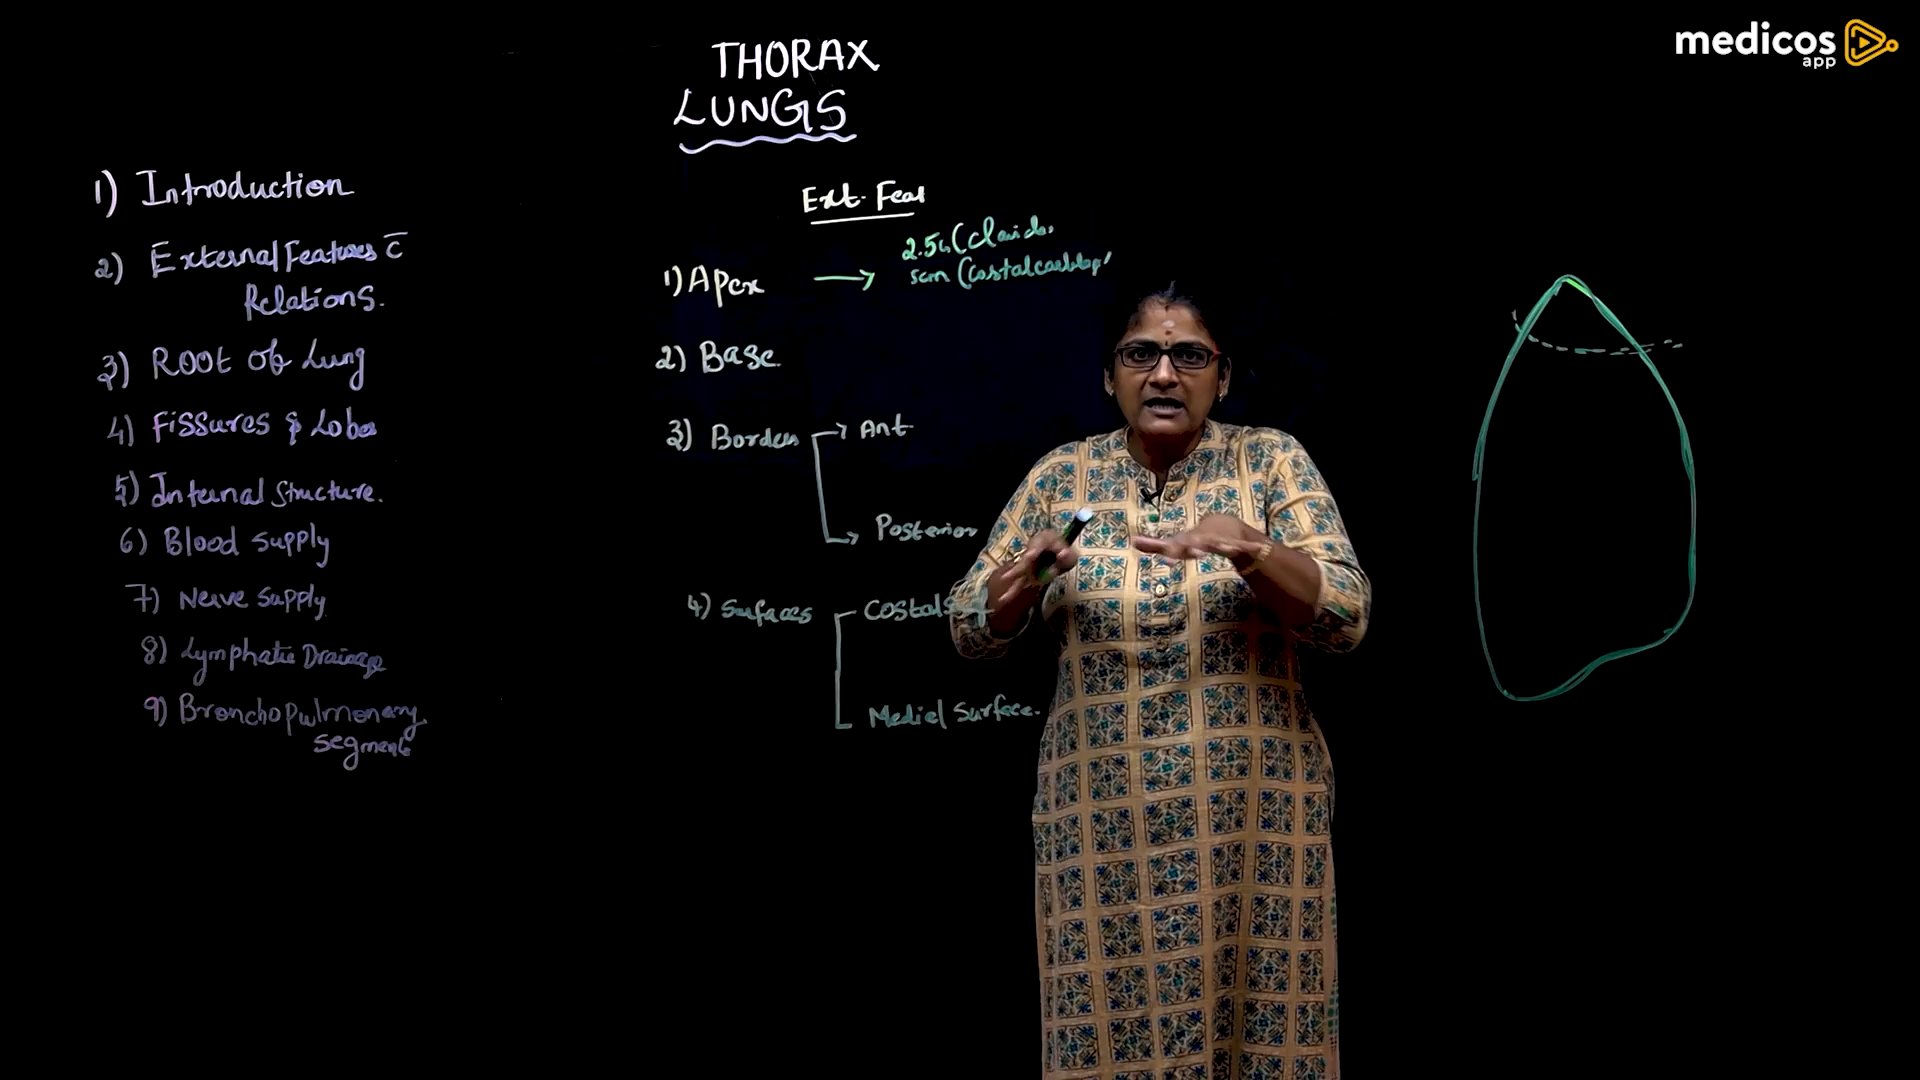 medicos
app
THORAX
LUNGS
1) Introduction
2) External Features c̄
Relations.
3) ROOT of Lung
4) Fissures & Lobes
5) Internal Structure.
6) Blood Supply
7) Nerve Supply
8) Lymphatic Drainage
9) Bronchopulmonary
segments
Ext. Feat
1) Apex →
2.5
5cm (costalcartilage
2) Base
3) Borders → Ant
→ Posterior
4) Surfaces Costal
Medial Surface.